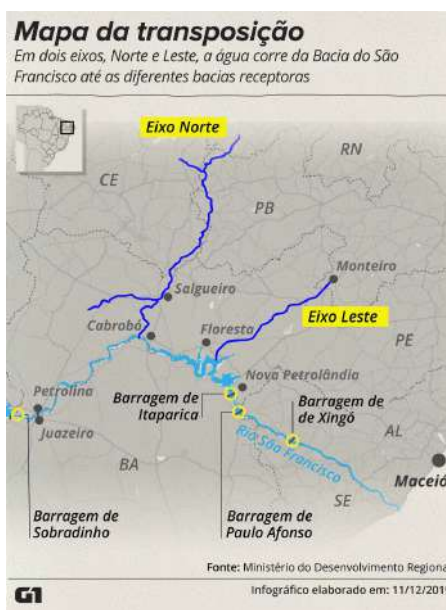 Mapa da transposição
Em dois eixos, Norte e Leste, a água corre da Bacia do São
Francisco até as diferentes bacias receptoras
Eixo Norte
RN
CE
PB
Monteiro
Salgueiro
Eixo Leste
Cabrobó
Floresta
PE
Petrolina
Barragem de
Itaparica
Nova Petrolândia
Barragem de
de Xingó
Juazeiro
Rio São Francisco
AL
BA
Maceió
SE
Barragem de
Sobradinho
Barragem de
Paulo Afonso
Fonte: Ministério do Desenvolvimento Regional
G1
Infográfico elaborado em: 11/12/201